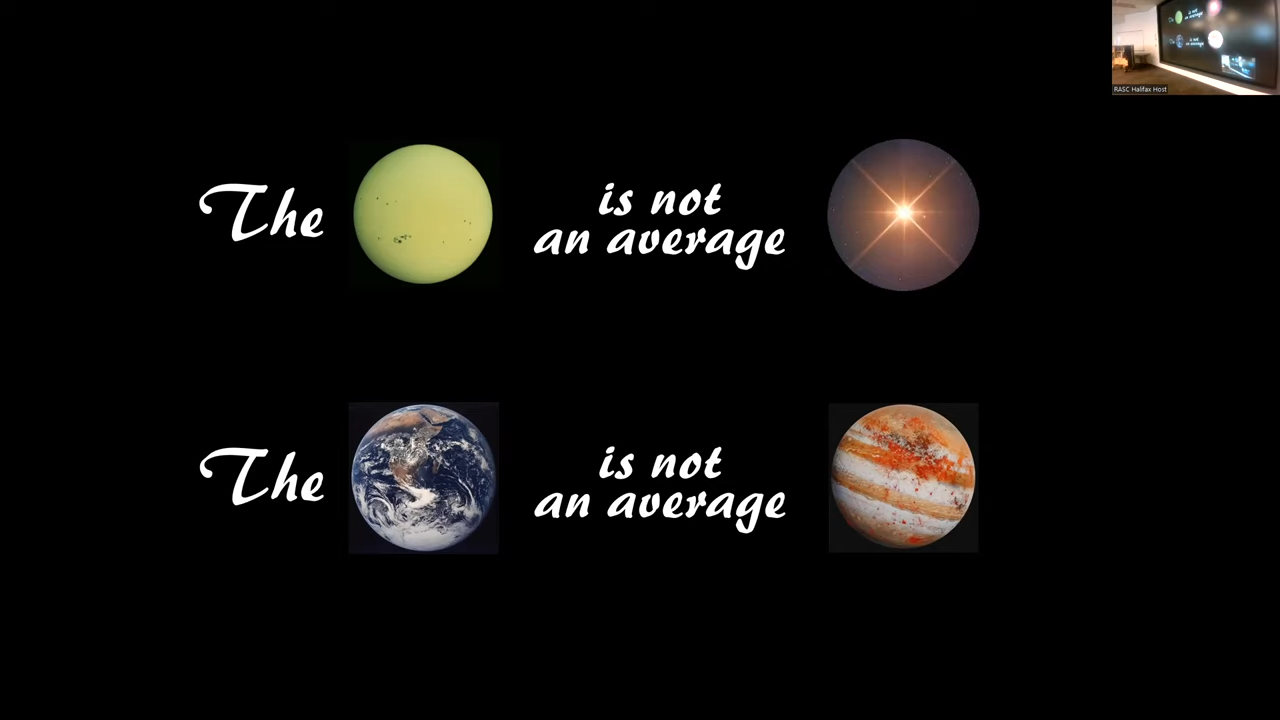 The
is not
an average
The
is not
an average
RASC Halifax Host